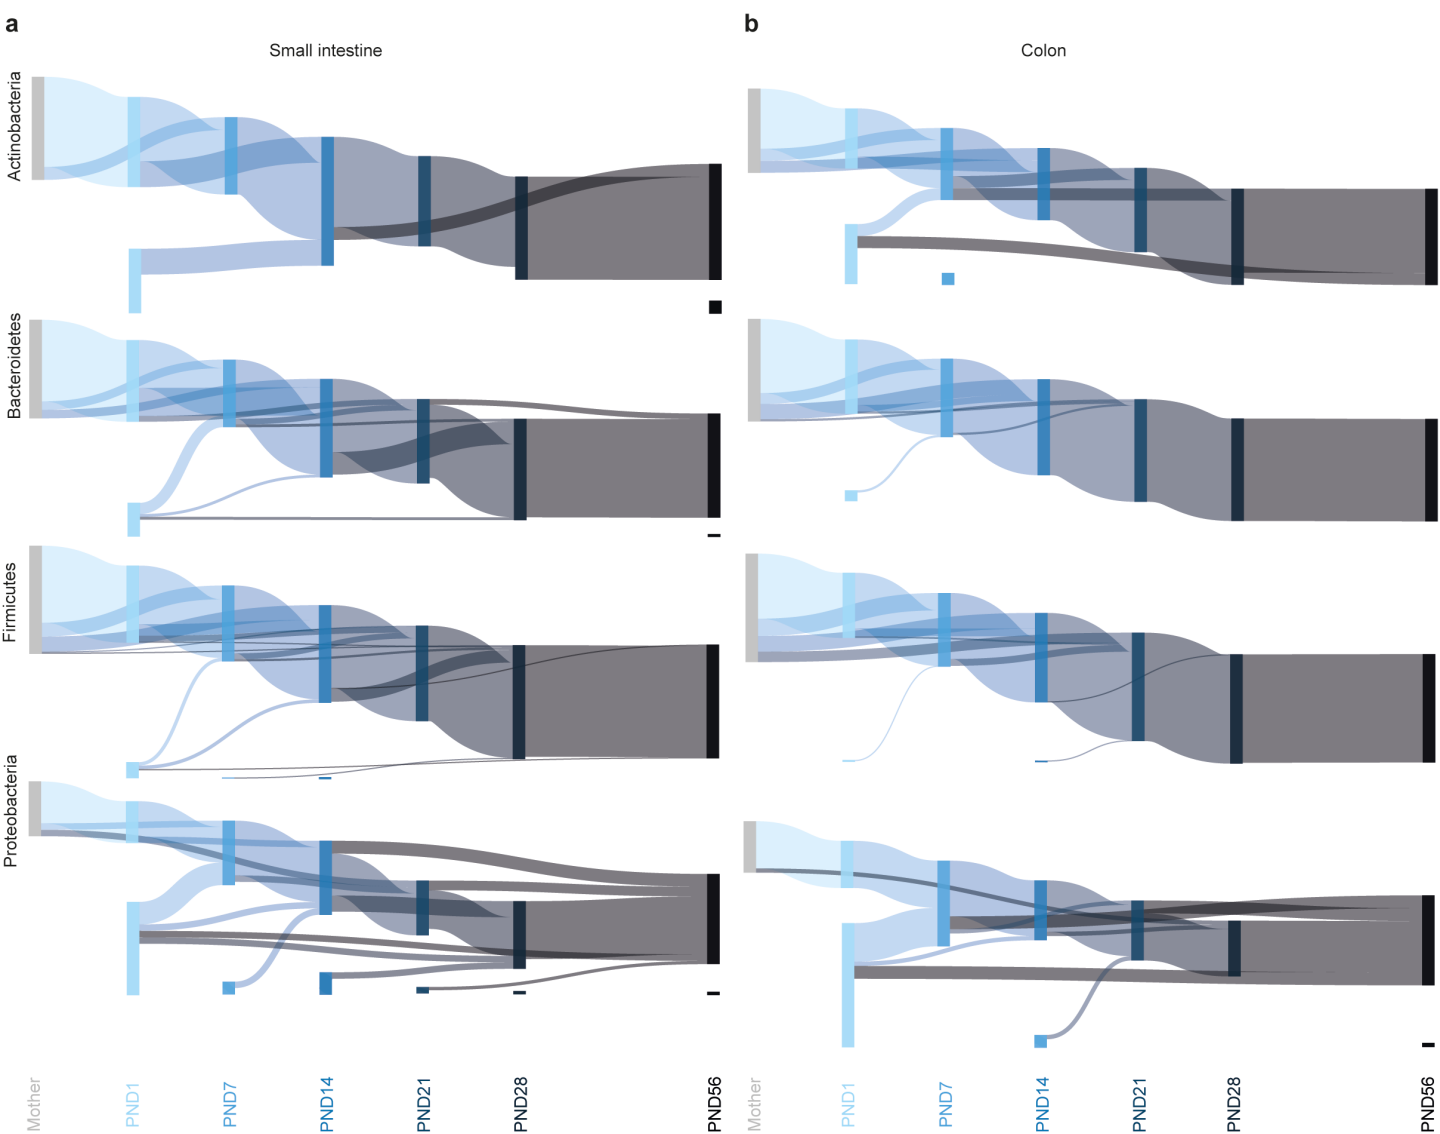 a
b
Small intestine
Colon
Actinobacteria
Bacteroidetes
Firmicutes
Proteobacteria
Mother
PND1
PND7
PND14
PND21
PND28
PND56
Mother
PND1
PND7
PND14
PND21
PND28
PND56